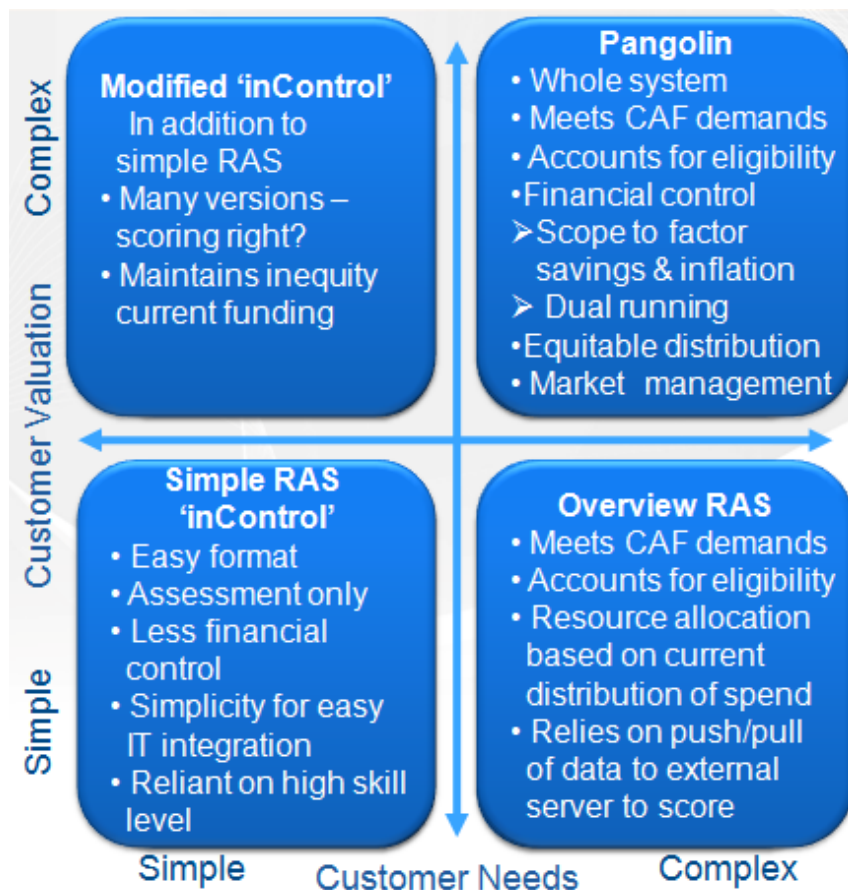 Modified ‘inControl’
In addition to
simple RAS
• Many versions –
scoring right?
• Maintains inequity
current funding
Pangolin
• Whole system
• Meets CAF demands
• Accounts for eligibility
•Financial control
➢Scope to factor
savings & inflation
➢ Dual running
•Equitable distribution
• Market management
Complex
Customer Valuation
Simple
Simple RAS
‘inControl’
• Easy format
• Assessment only
• Less financial
control
• Simplicity for easy
IT integration
• Reliant on high skill
level
Overview RAS
• Meets CAF demands
• Accounts for eligibility
• Resource allocation
based on current
distribution of spend
• Relies on push/pull
of data to external
server to score
Simple
Customer Needs
Complex